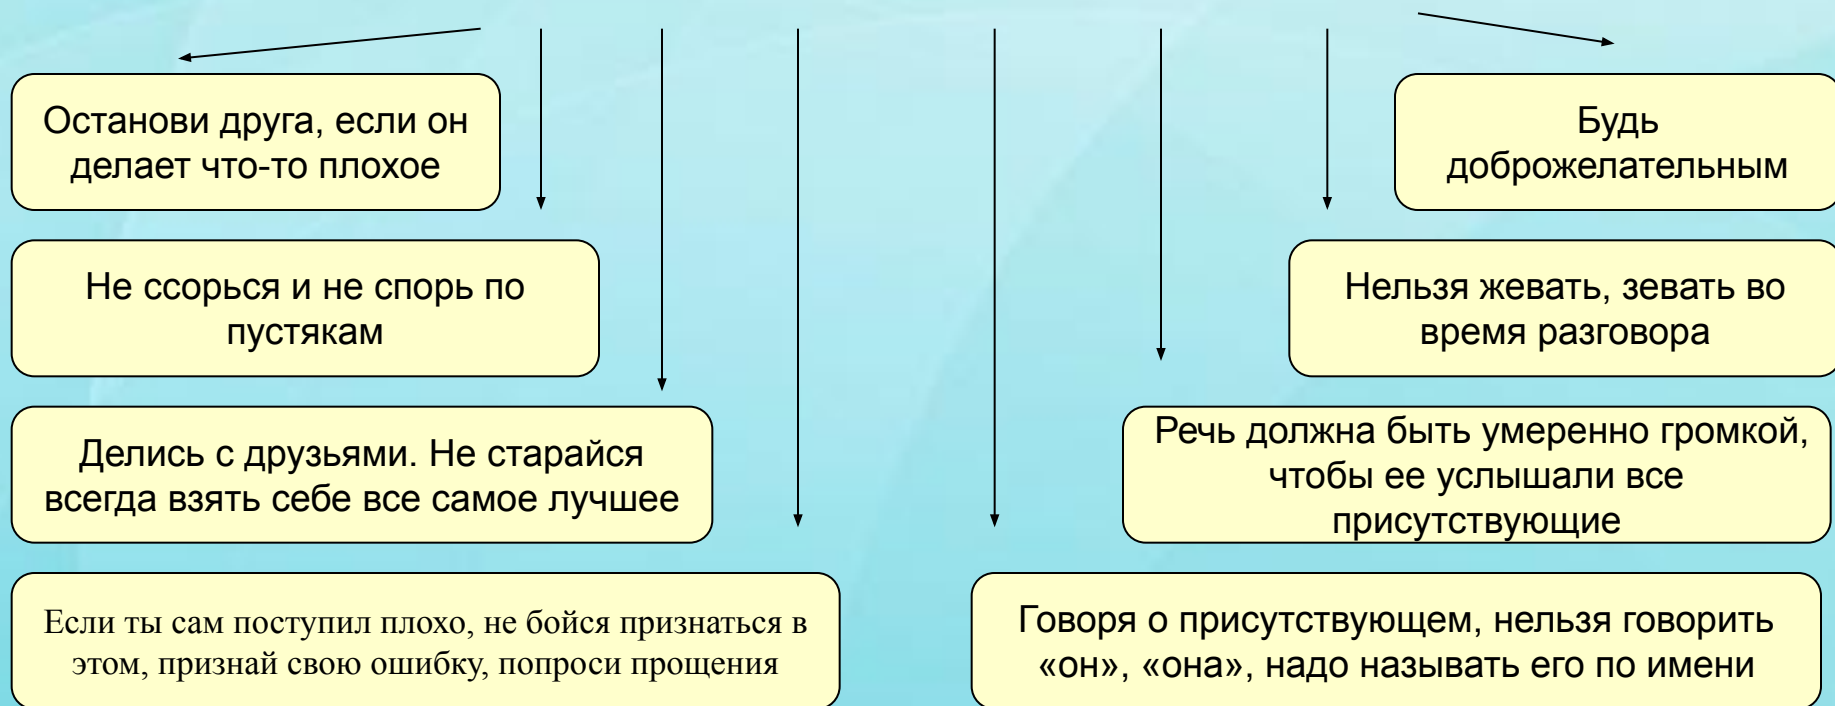 Останови друга, если он
делает что-то плохое
Будь
доброжелательным
Не ссорься и не спорь по
пустякам
Нельзя жевать, зевать во
время разговора
Делись с друзьями. Не старайся
всегда взять себе все самое лучшее
Речь должна быть умеренно громкой,
чтобы ее услышали все
присутствующие
Если ты сам поступил плохо, не бойся признаться в
этом, признай свою ошибку, попроси прощения
Говоря о присутствующем, нельзя говорить
«он», «она», надо называть его по имени